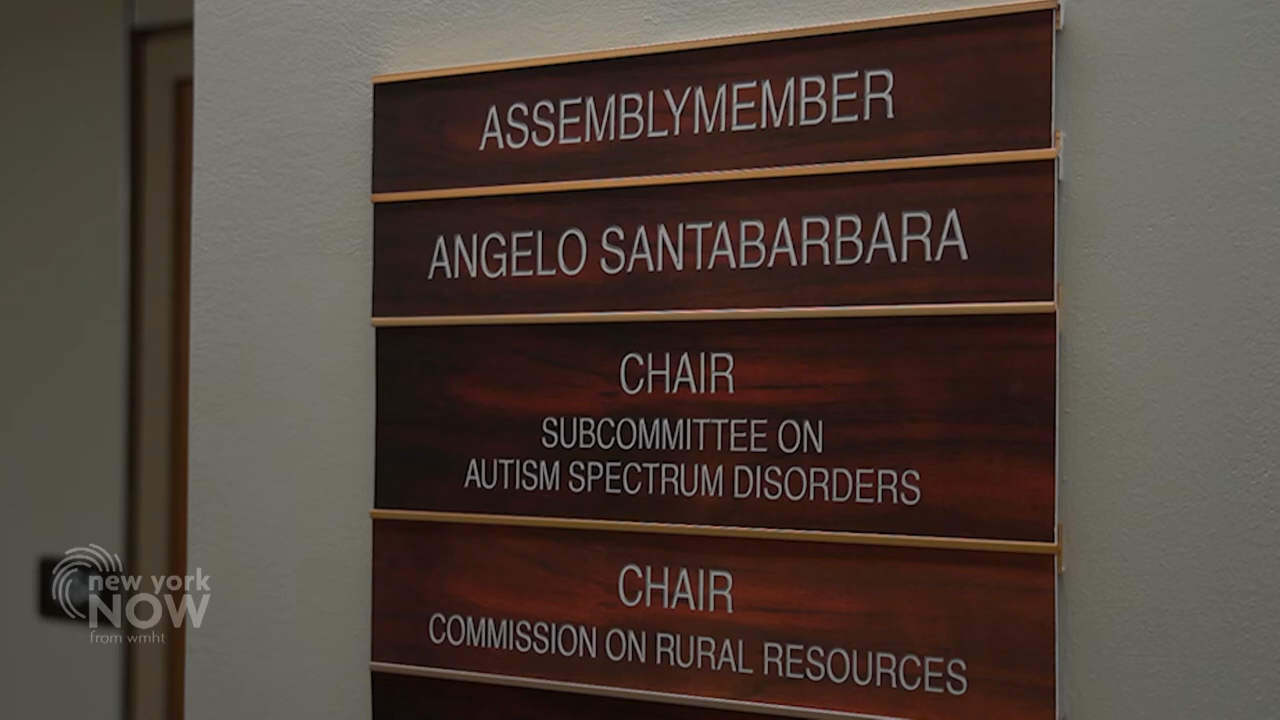 ASSEMBLYMEMBER
ANGELO SANTABARBARA
CHAIR
SUBCOMMITTEE ON
AUTISM SPECTRUM DISORDERS
CHAIR
COMMISSION ON RURAL RESOURCES
new york
NOW
from wmht